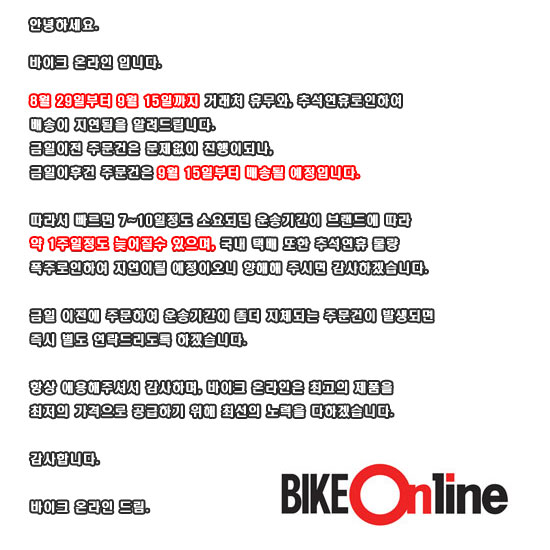 안녕하세요.
바이크 온라인 입니다.
8월 29일부터 9월 15일까지 거래처 휴무와, 추석연휴로인하여
배송이 지연됨을 알려드립니다.
금일이전 주문건은 문제없이 진행이되나,
금일이후건 주문건은 9월 15일부터 배송될 예정입니다.
따라서 빠르면 7~10일정도 소요되던 운송기간이 브랜드에 따라
약 1주일정도 늦어질수 있으며, 국내 택배 또한 추석연휴 물량
폭주로인하여 지연이될 예정이오니 양해해 주시면 감사하겠습니다.
금일 이전에 주문하여 운송기간이 좀더 지체되는 주문건이 발생되면
즉시 별도 연락드리도록 하겠습니다.
항상 애용해주셔서 감사하며, 바이크 온라인은 최고의 제품을
최저의 가격으로 공급하기 위해 최선의 노력을 다하겠습니다.
감사합니다.
바이크 온라인 드림.
BIKEOn1ine